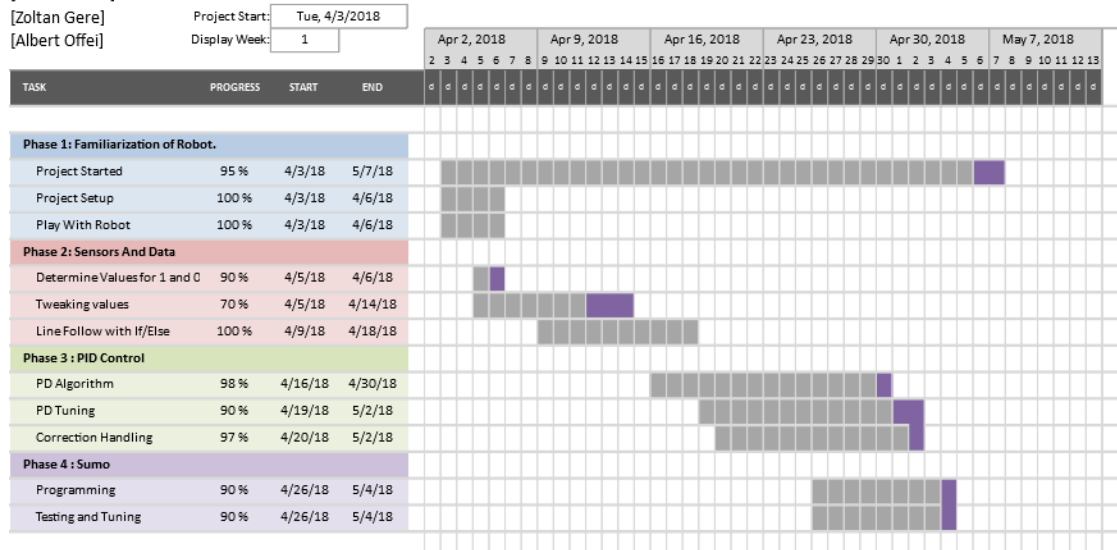 [Zoltan Gere] Project Start: Tue, 4/3/2018
[Albert Offei] Display Week: 1 Apr 2, 2018 Apr 9, 2018 Apr 16, 2018 Apr 23, 2018 Apr 30, 2018 May 7, 2018
2 3 4 5 6 7 8 9 10 11 12 13 14 15 16 17 18 19 20 21 22 23 24 25 26 27 28 29 30 1 2 3 4 5 6 7 8 9 10 11 12 13
TASK PROGRESS START END d d d d d d d d d d d d d d d d d d d d d d d d d d d d d d d d d d d d d d d d d d
Phase 1: Familiarization of Robot.
Project Started 95% 4/3/18 5/7/18
Project Setup 100% 4/3/18 4/6/18
Play With Robot 100% 4/3/18 4/6/18
Phase 2: Sensors And Data
Determine Values for 1 and 0 90% 4/5/18 4/6/18
Tweaking values 70% 4/5/18 4/14/18
Line Follow with If/Else 100% 4/9/18 4/18/18
Phase 3 : PID Control
PD Algorithm 98% 4/16/18 4/30/18
PD Tuning 90% 4/19/18 5/2/18
Correction Handling 97% 4/20/18 5/2/18
Phase 4 : Sumo
Programming 90% 4/26/18 5/4/18
Testing and Tuning 90% 4/26/18 5/4/18